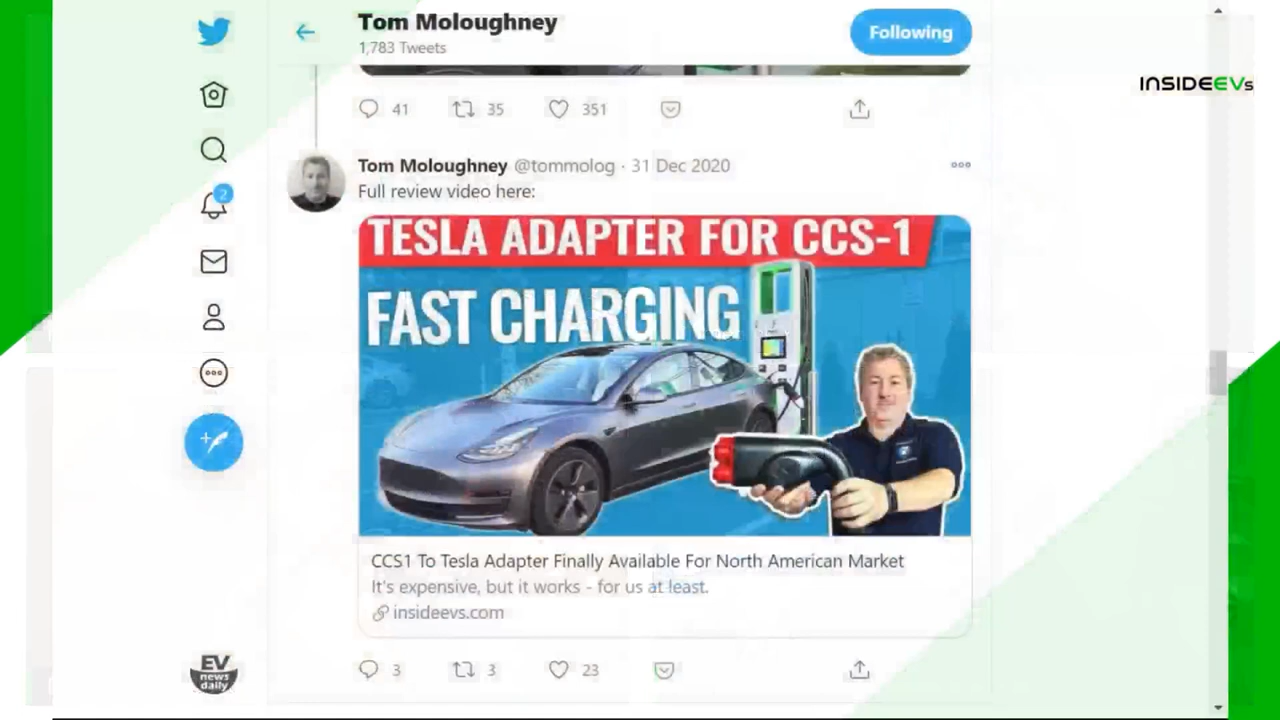 Tom Moloughney
1,783 Tweets
Following
INSIDEEVs
41 35 351
Tom Moloughney @tommolog · 31 Dec 2020
Full review video here:
2
TESLA ADAPTER FOR CCS-1
FAST CHARGING
CCS1 To Tesla Adapter Finally Available For North American Market
It's expensive, but it works - for us at least.
insideevs.com
3 3 23
EV
news
daily